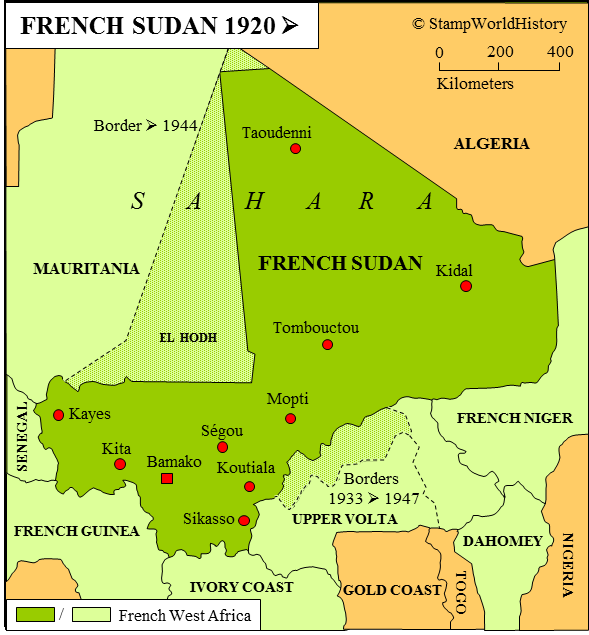 FRENCH SUDAN 1920 ➢
© StampWorldHistory
0 200 400
Kilometers
Border ➢ 1944
Taoudenni
ALGERIA
S A H A R A
MAURITANIA
FRENCH SUDAN
Kidal
Tombouctou
EL HODH
Mopti
Kayes
FRENCH NIGER
SENEGAL
Ségou
Kita
Bamako
Koutiala
Borders
1933 ➢ 1947
Sikasso
UPPER VOLTA
FRENCH GUINEA
DAHOMEY
NIGERIA
IVORY COAST
GOLD COAST
TOGO
/ French West Africa